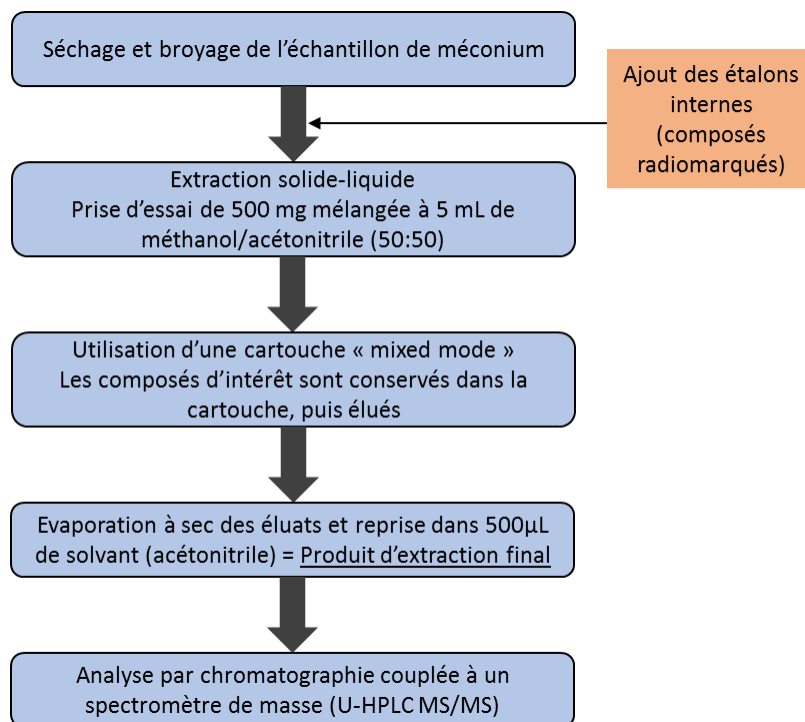 Séchage et broyage de l’échantillon de méconium
Ajout des étalons
internes
(composés
radiomarqués)
Extraction solide-liquide
Prise d’essai de 500 mg mélangée à 5 mL de
méthanol/acétonitrile (50:50)
Utilisation d’une cartouche « mixed mode »
Les composés d’intérêt sont conservés dans la
cartouche, puis élués
Evaporation à sec des éluats et reprise dans 500µL
de solvant (acétonitrile) = Produit d’extraction final
Analyse par chromatographie couplée à un
spectromètre de masse (U-HPLC MS/MS)